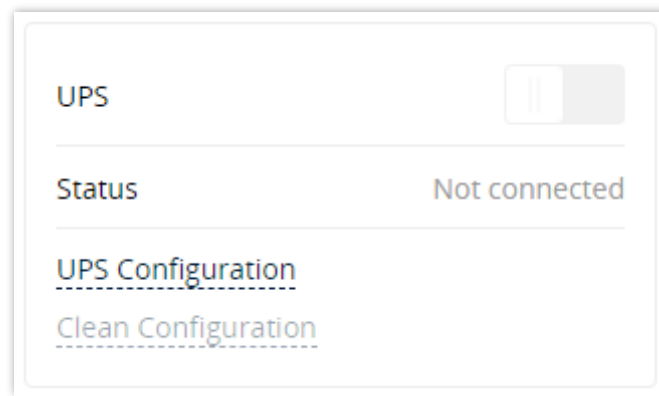 UPS
Status Not connected
UPS Configuration
Clean Configuration